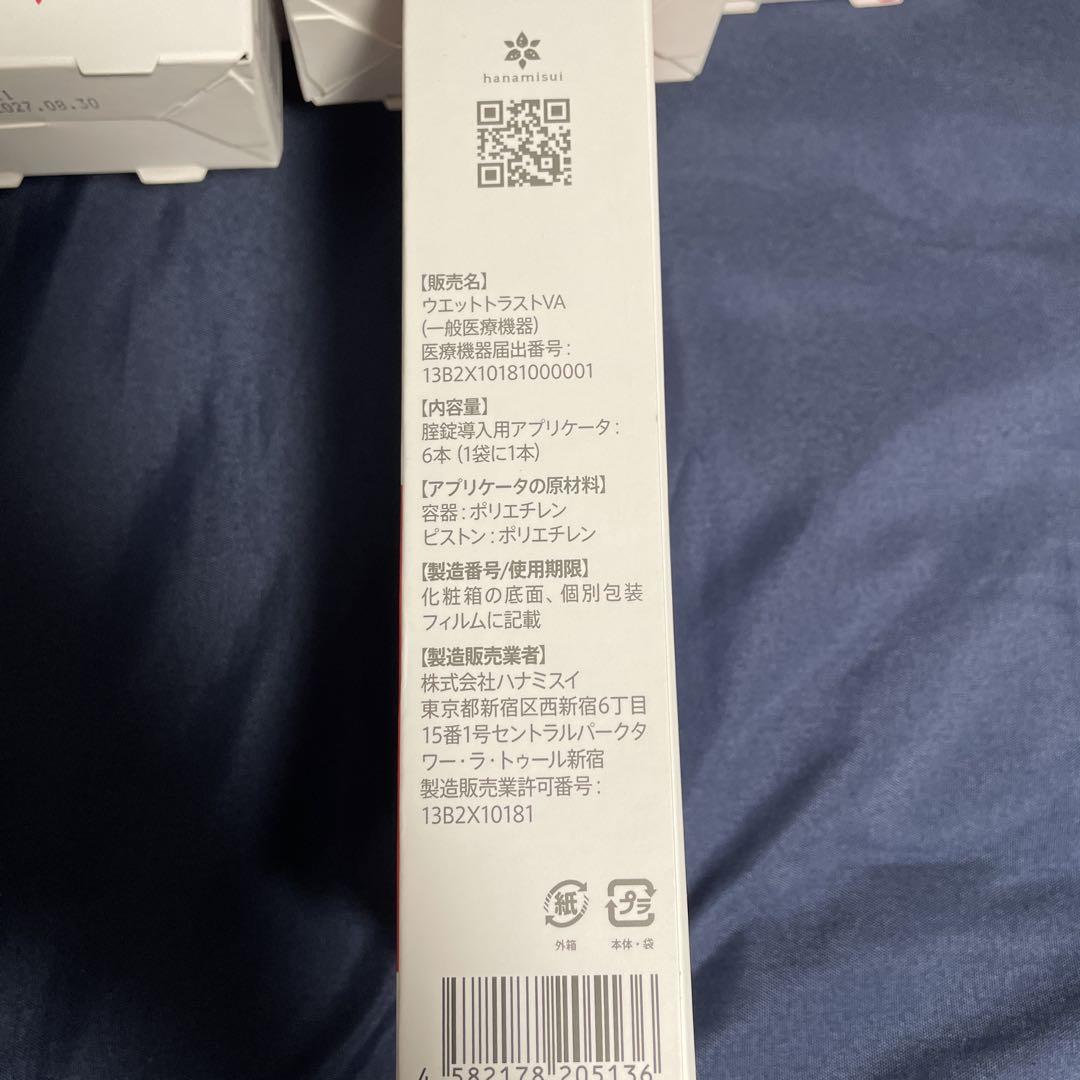 2027.08.30
hanamisui
【販売名】
ウエットトラストVA
(一般医療機器)
医療機器届出番号:
13B2X10181000001
【内容量】
腟錠導入用アプリケータ:
6本 (1袋に1本)
【アプリケータの原材料】
容器:ポリエチレン
ピストン:ポリエチレン
【製造番号/使用期限】
化粧箱の底面、個別包装
フィルムに記載
【製造販売業者】
株式会社ハナミスイ
東京都新宿区西新宿6丁目
15番1号セントラルパークタ
ワー・ラ・トゥール新宿
製造販売業許可番号:
13B2X10181
紙 プラ
外箱 本体・袋
4 582178 205136